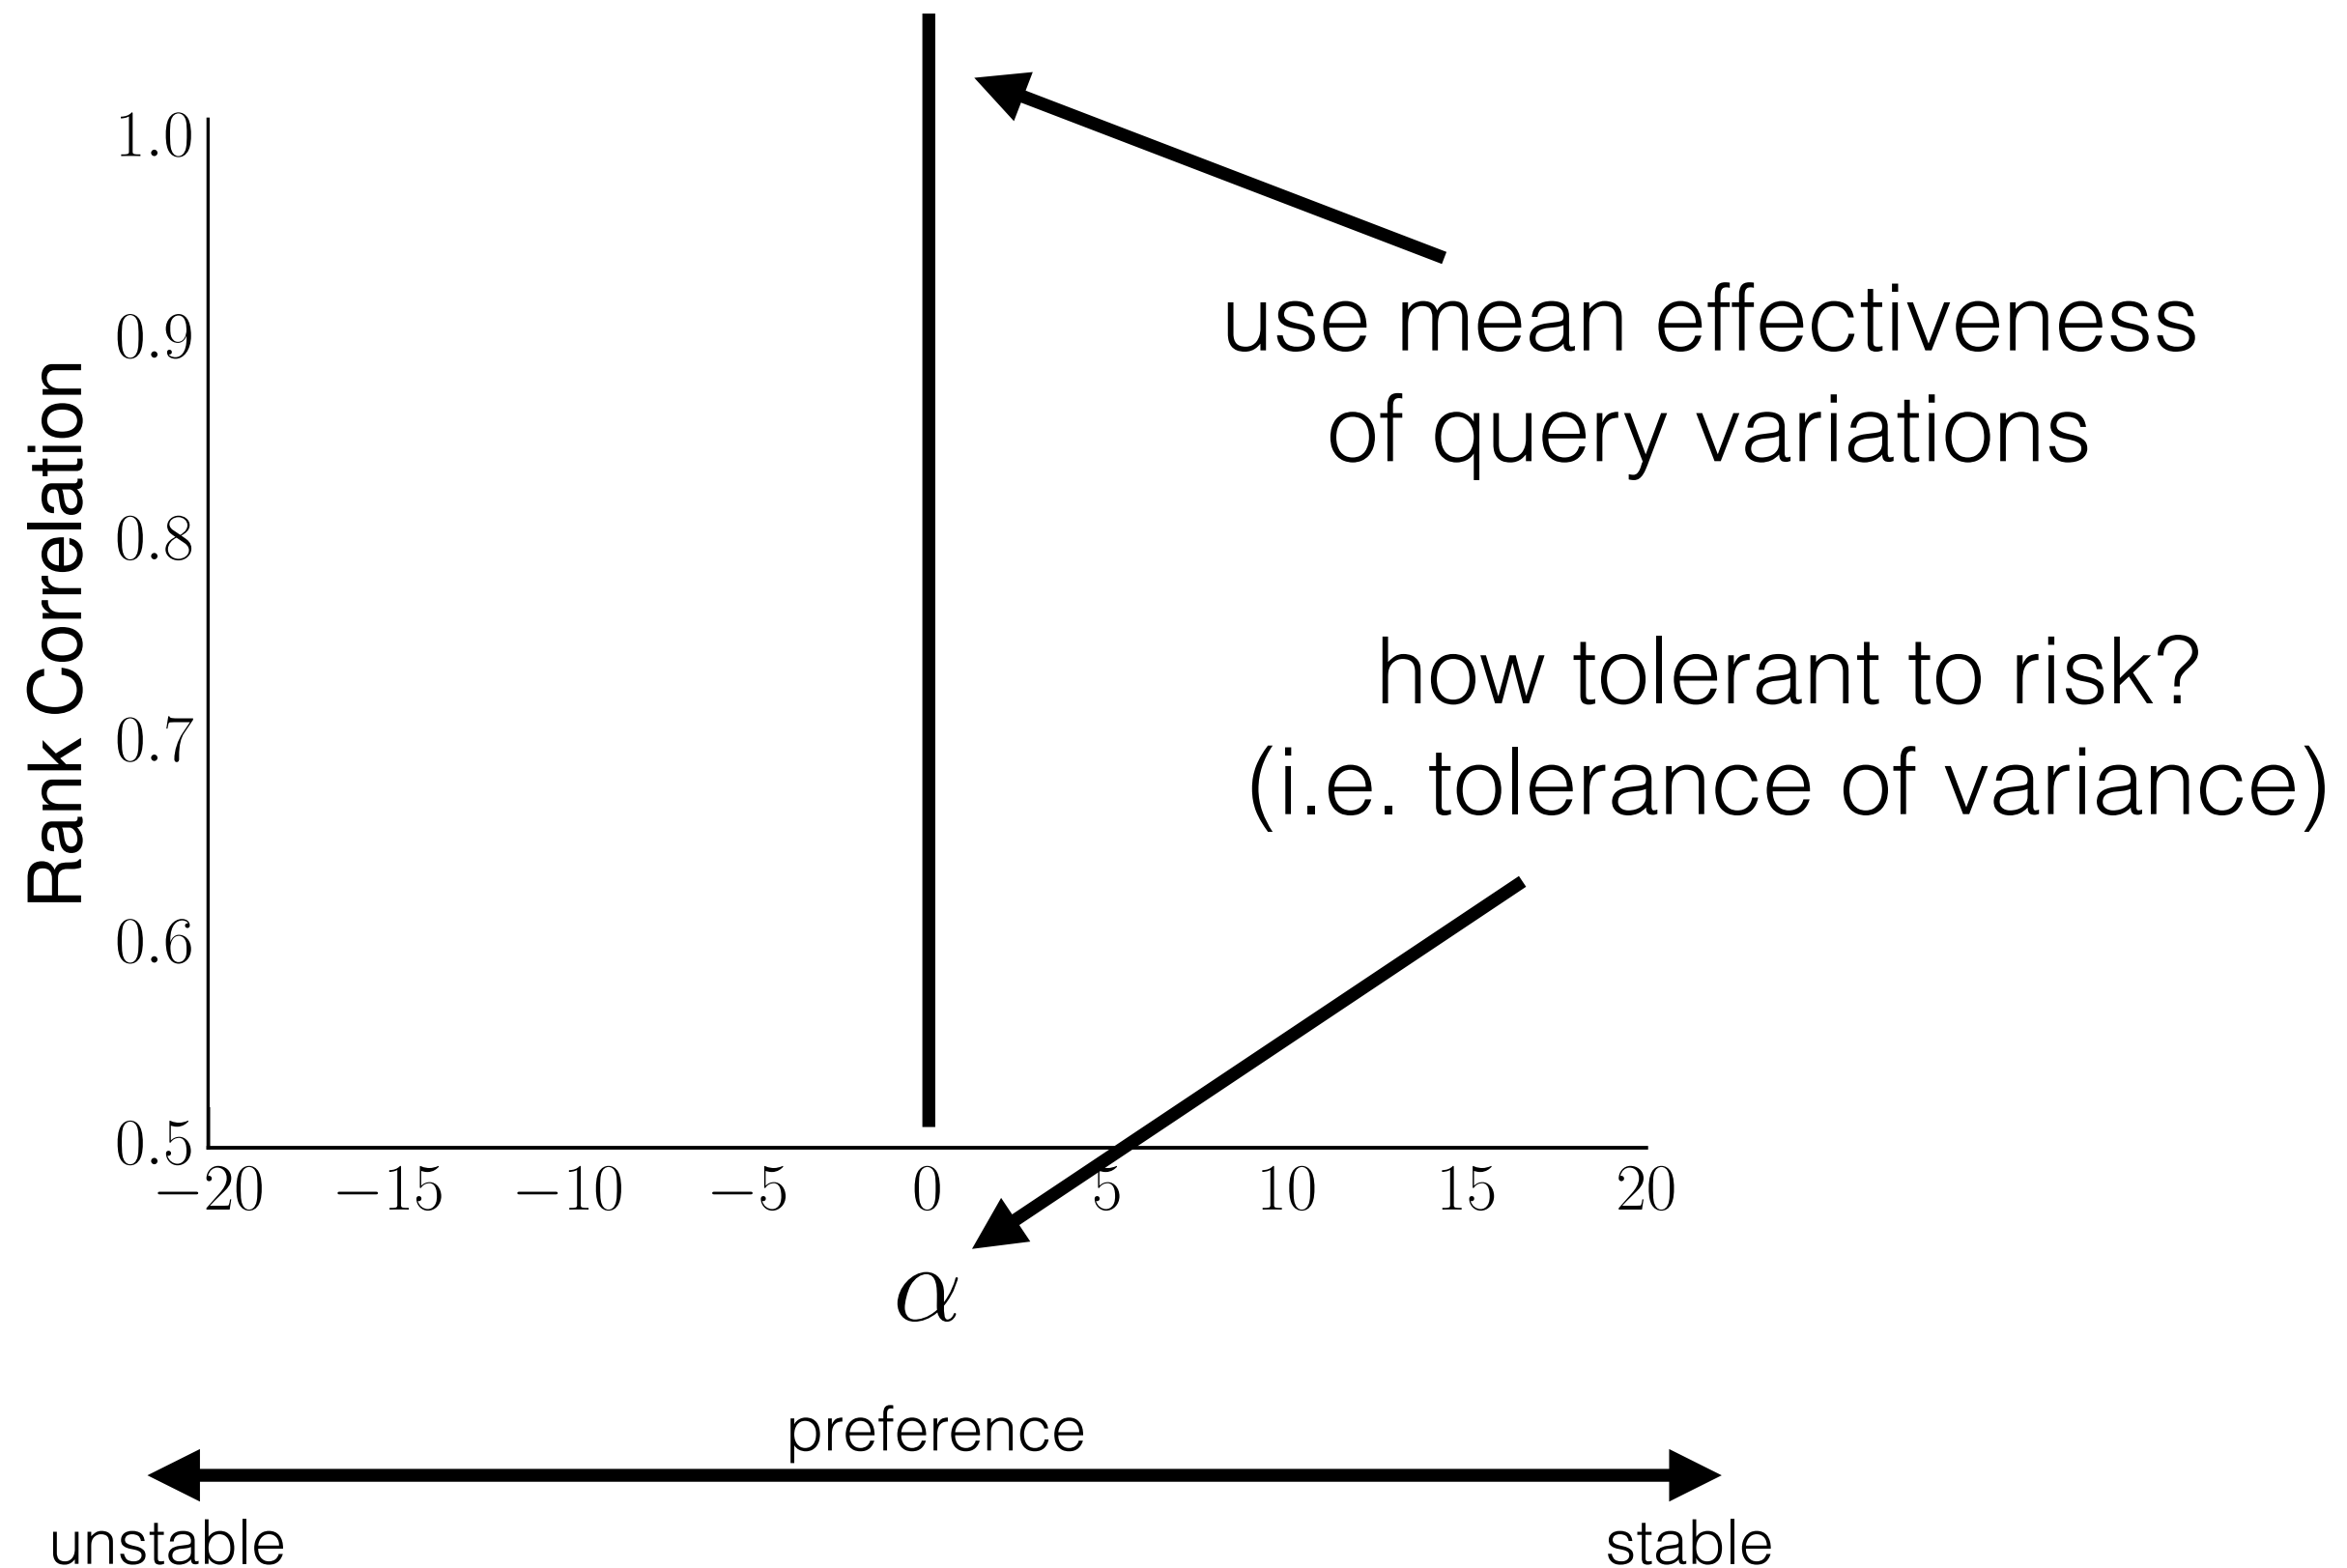 1.0
0.9
0.8
0.7
0.6
0.5
Rank Correlation
use mean effectiveness
of query variations
how tolerant to risk?
(i.e. tolerance of variance)
−20 −15 −10 −5 0 5 10 15 20
α
preference
unstable
stable